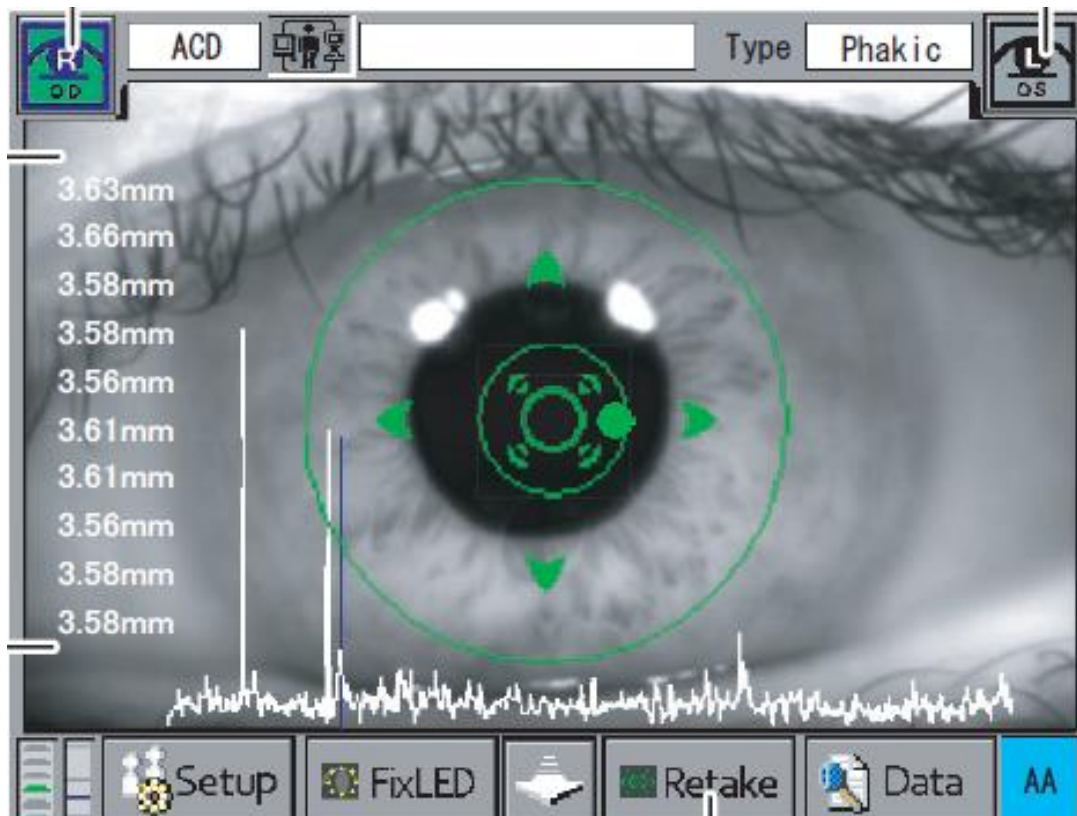 R
OD
ACD
Type
Phakic
L
OS
3.63mm
3.66mm
3.58mm
3.58mm
3.56mm
3.61mm
3.61mm
3.56mm
3.58mm
3.58mm
Setup
FixLED
Retake
Data
AA